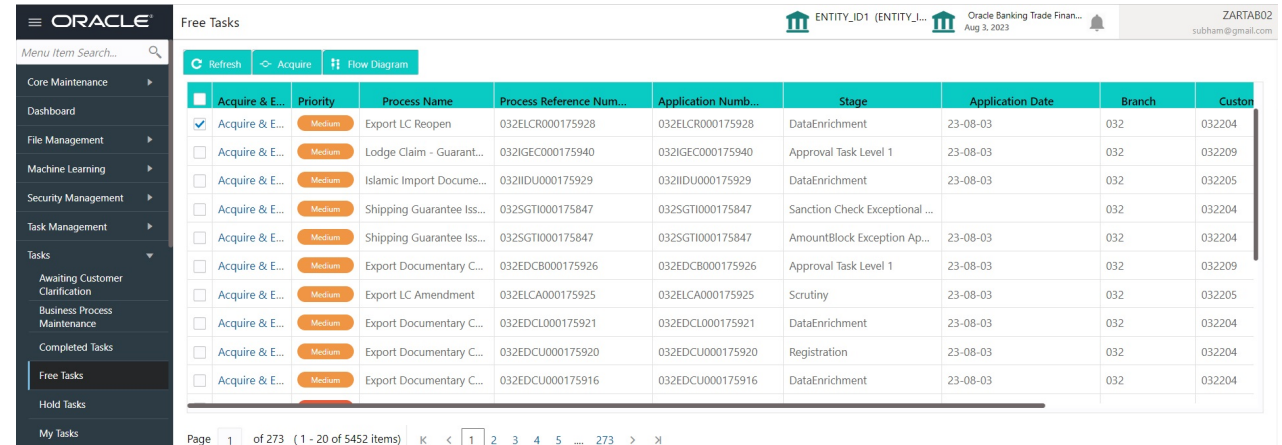 ORACLE®
Free Tasks
ENTITY_ID1 (ENTITY_I...
Oracle Banking Trade Finan...
Aug 3, 2023
ZARTAB02
subham@gmail.com
Menu Item Search...
Core Maintenance
Dashboard
File Management
Machine Learning
Security Management
Task Management
Tasks
Awaiting Customer
Clarification
Business Process
Maintenance
Completed Tasks
Free Tasks
Hold Tasks
My Tasks
Refresh Acquire Flow Diagram
Acquire & E... Priority Process Name Process Reference Num... Application Numb... Stage Application Date Branch Custon
Acquire & E... Medium Export LC Reopen 032ELCR000175928 032ELCR000175928 DataEnrichment 23-08-03 032 032204
Acquire & E... Medium Lodge Claim - Guarant... 032IGEC000175940 032IGEC000175940 Approval Task Level 1 23-08-03 032 032209
Acquire & E... Medium Islamic Import Docume... 032IIDU000175929 032IIDU000175929 DataEnrichment 23-08-03 032 032205
Acquire & E... Medium Shipping Guarantee Iss... 032SGTI000175847 032SGTI000175847 Sanction Check Exceptional ... 032 032204
Acquire & E... Medium Shipping Guarantee Iss... 032SGTI000175847 032SGTI000175847 AmountBlock Exception Ap... 23-08-03 032 032204
Acquire & E... Medium Export Documentary C... 032EDCB000175926 032EDCB000175926 Approval Task Level 1 23-08-03 032 032209
Acquire & E... Medium Export LC Amendment 032ELCA000175925 032ELCA000175925 Scrutiny 23-08-03 032 032205
Acquire & E... Medium Export Documentary C... 032EDCL000175921 032EDCL000175921 DataEnrichment 23-08-03 032 032204
Acquire & E... Medium Export Documentary C... 032EDCU000175920 032EDCU000175920 Registration 23-08-03 032 032204
Acquire & E... Medium Export Documentary C... 032EDCU000175916 032EDCU000175916 DataEnrichment 23-08-03 032 032204
Page 1 of 273 (1 - 20 of 5452 items) 1 2 3 4 5 .... 273